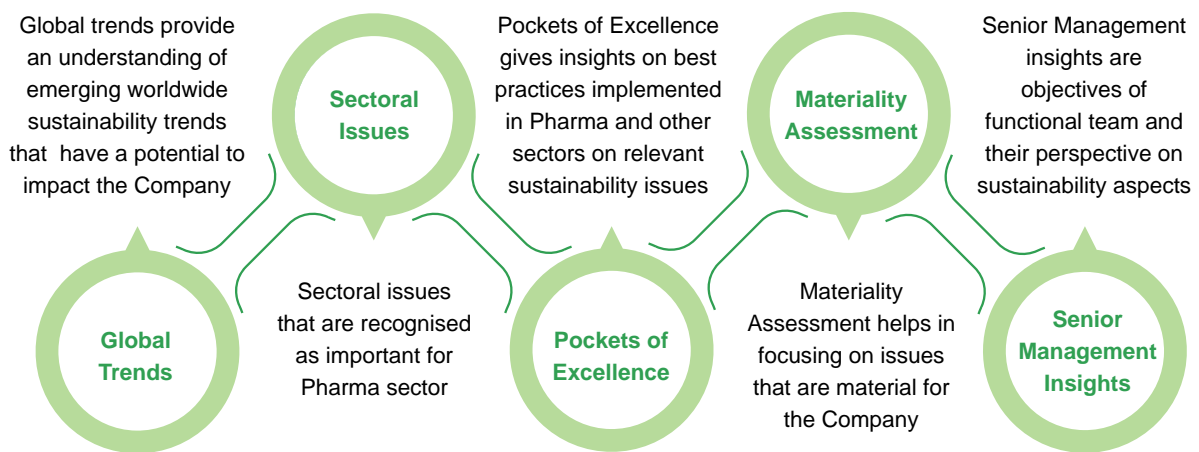 Global trends provide
an understanding of
emerging worldwide
sustainability trends
that have a potential to
impact the Company
Global
Trends
Sectoral
Issues
Sectoral issues
that are recognised
as important for
Pharma sector
Pockets of Excellence
gives insights on best
practices implemented
in Pharma and other
sectors on relevant
sustainability issues
Pockets of
Excellence
Materiality
Assessment
Materiality
Assessment helps in
focusing on issues
that are material for
the Company
Senior Management
insights are
objectives of
functional team and
their perspective on
sustainability aspects
Senior
Management
Insights